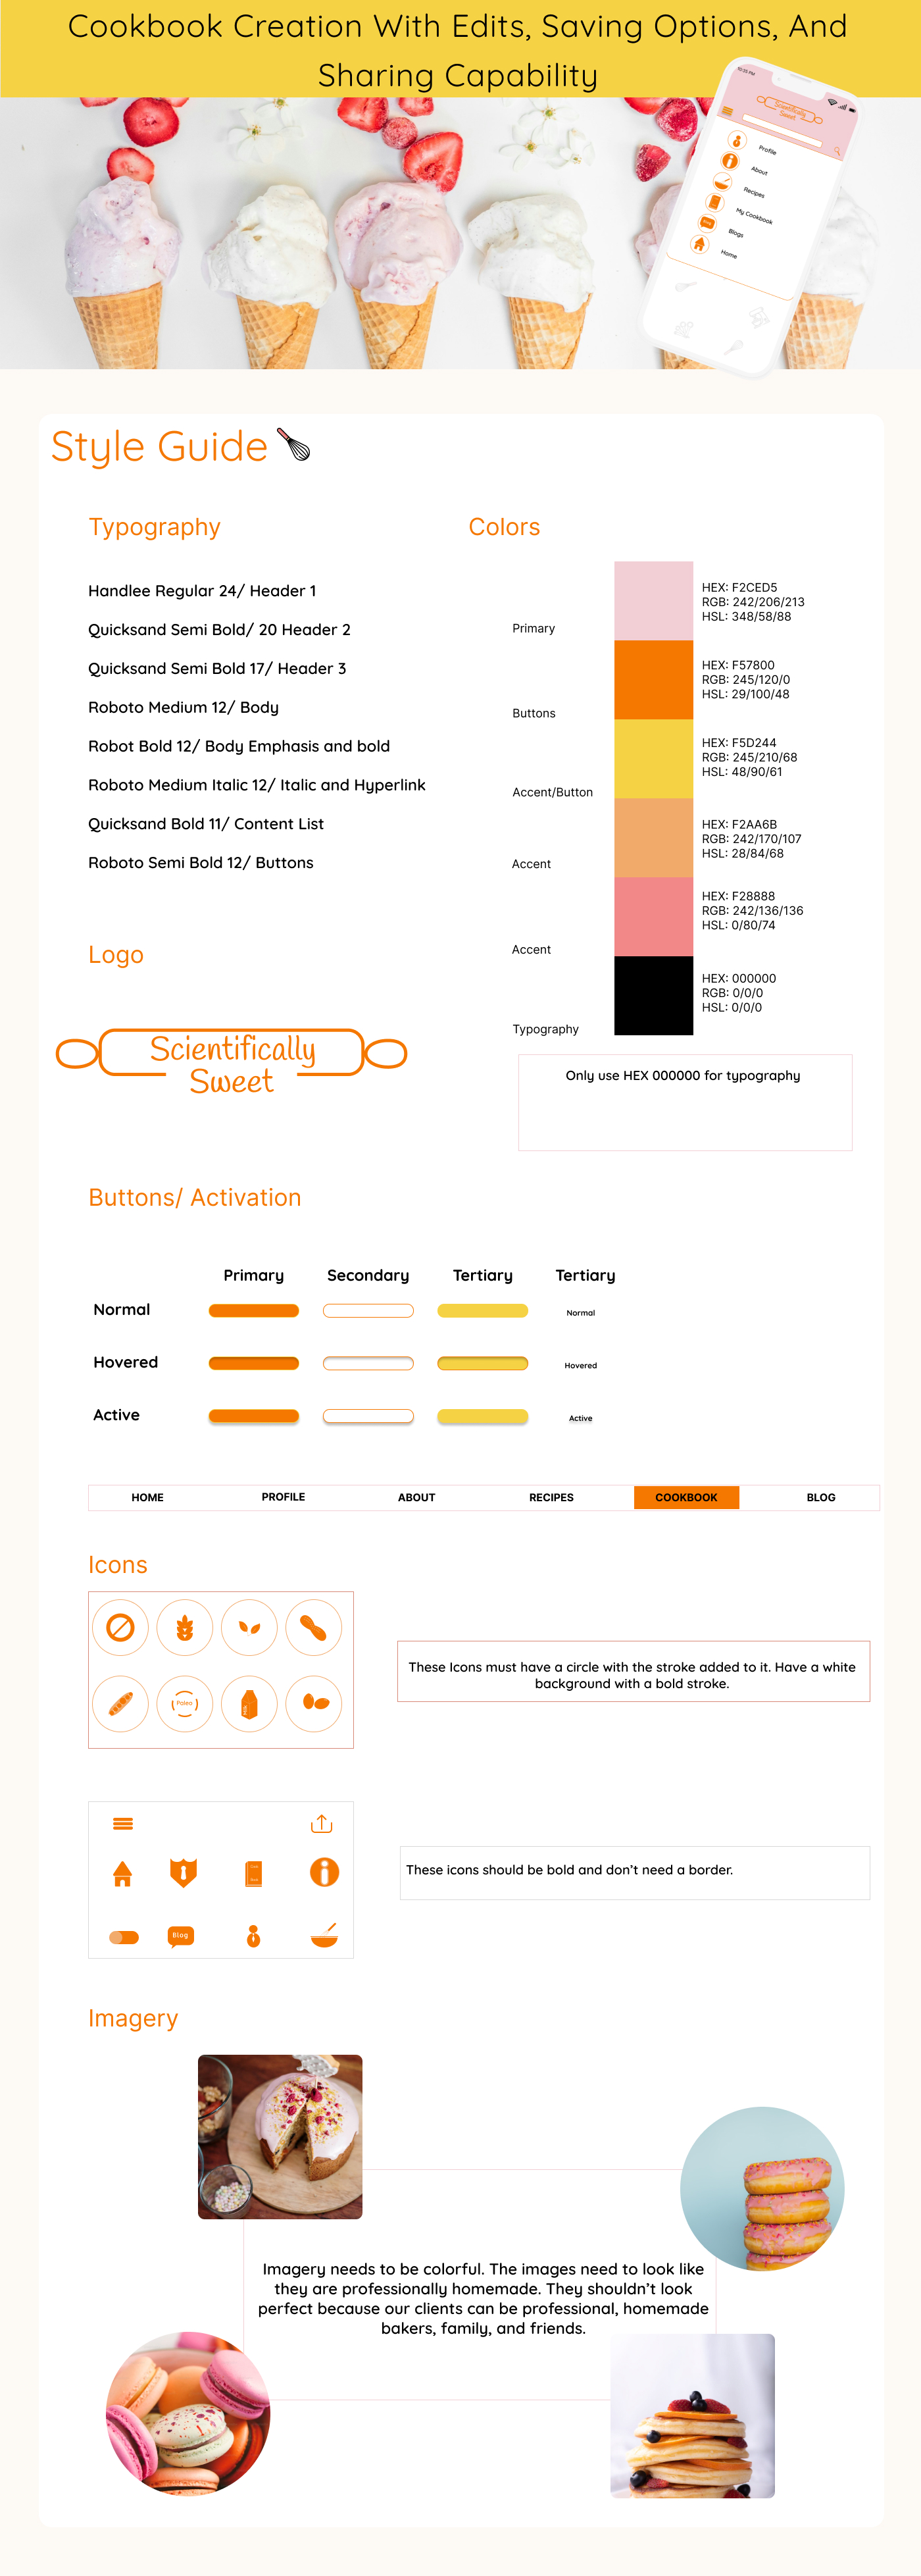 Cookbook Creation With Edits, Saving Options, And
Sharing Capability
10:35 PM
Scientifically
Sweet
Profile
About
Recipes
My Cookbook
Blogs
Home
Style Guide
Typography
Handlee Regular 24/ Header 1
Quicksand Semi Bold/ 20 Header 2
Quicksand Semi Bold 17/ Header 3
Roboto Medium 12/ Body
Robot Bold 12/ Body Emphasis and bold
Roboto Medium Italic 12/ Italic and Hyperlink
Quicksand Bold 11/ Content List
Roboto Semi Bold 12/ Buttons
Colors
Primary
HEX: F2CED5
RGB: 242/206/213
HSL: 348/58/88
Buttons
HEX: F57800
RGB: 245/120/0
HSL: 29/100/48
Accent/Button
HEX: F5D244
RGB: 245/210/68
HSL: 48/90/61
Accent
HEX: F2AA6B
RGB: 242/170/107
HSL: 28/84/68
Accent
HEX: F28888
RGB: 242/136/136
HSL: 0/80/74
Typography
HEX: 000000
RGB: 0/0/0
HSL: 0/0/0
Only use HEX 000000 for typography
Logo
Scientifically
Sweet
Buttons/ Activation
Primary Secondary Tertiary Tertiary
Normal Normal
Hovered Hovered
Active Active
HOME PROFILE ABOUT RECIPES COOKBOOK BLOG
Icons
Paleo
These Icons must have a circle with the stroke added to it. Have a white
background with a bold stroke.
Blog
These icons should be bold and don’t need a border.
Imagery
Imagery needs to be colorful. The images need to look like
they are professionally homemade. They shouldn’t look
perfect because our clients can be professional, homemade
bakers, family, and friends.